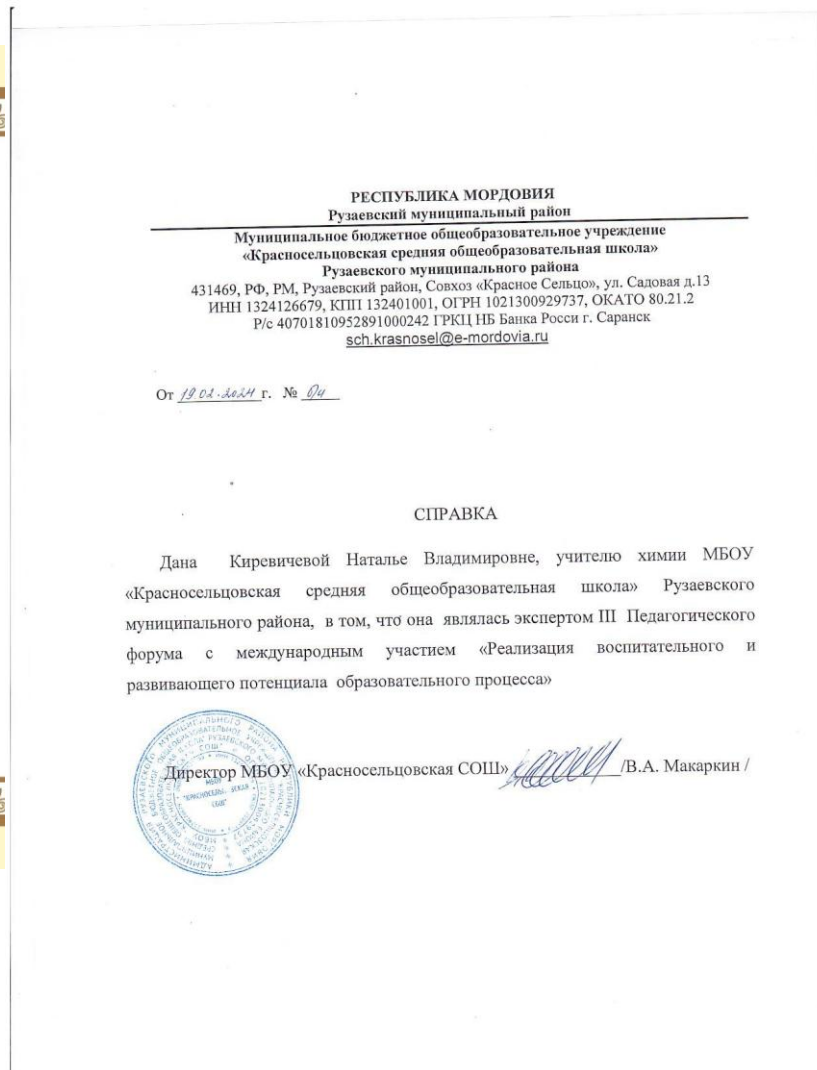 РЕСПУБЛИКА МОРДОВИЯ
Рузаевский муниципальный район
Муниципальное бюджетное общеобразовательное учреждение
«Красносельцовская средняя общеобразовательная школа»
Рузаевского муниципального района
431469, РФ, РМ, Рузаевский район, Совхоз «Красное Сельцо», ул. Садовая д.13
ИНН 1324126679, КПП 132401001, ОГРН 1021300929737, ОКАТО 80.21.2
Р/с 40701810952891000242 ГРКЦ НБ Банка Росси г. Саранск
sch.krasnosel@e-mordovia.ru
От 19.02.2024 г. №
СПРАВКА
Дана Киревичевой Наталье Владимировне, учителю химии МБОУ
«Красносельцовская средняя общеобразовательная школа» Рузаевского
муниципального района, в том, что она являлась экспертом III Педагогического
форума с международным участием «Реализация воспитательного и
развивающего потенциала образовательного процесса»
Директор МБОУ «Красносельцовская СОШ» /В.А. Макаркин /